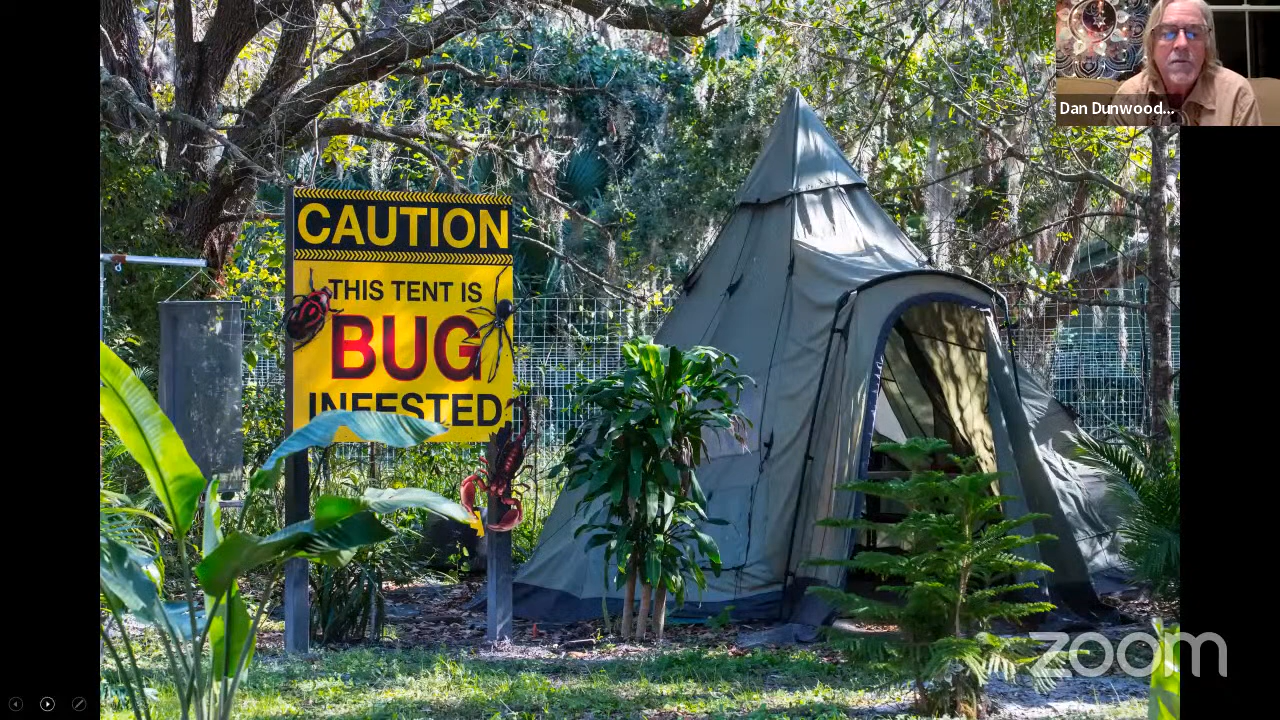 Dan Dunwood...
CAUTION
THIS TENT IS
BUG
INFESTED
zoom